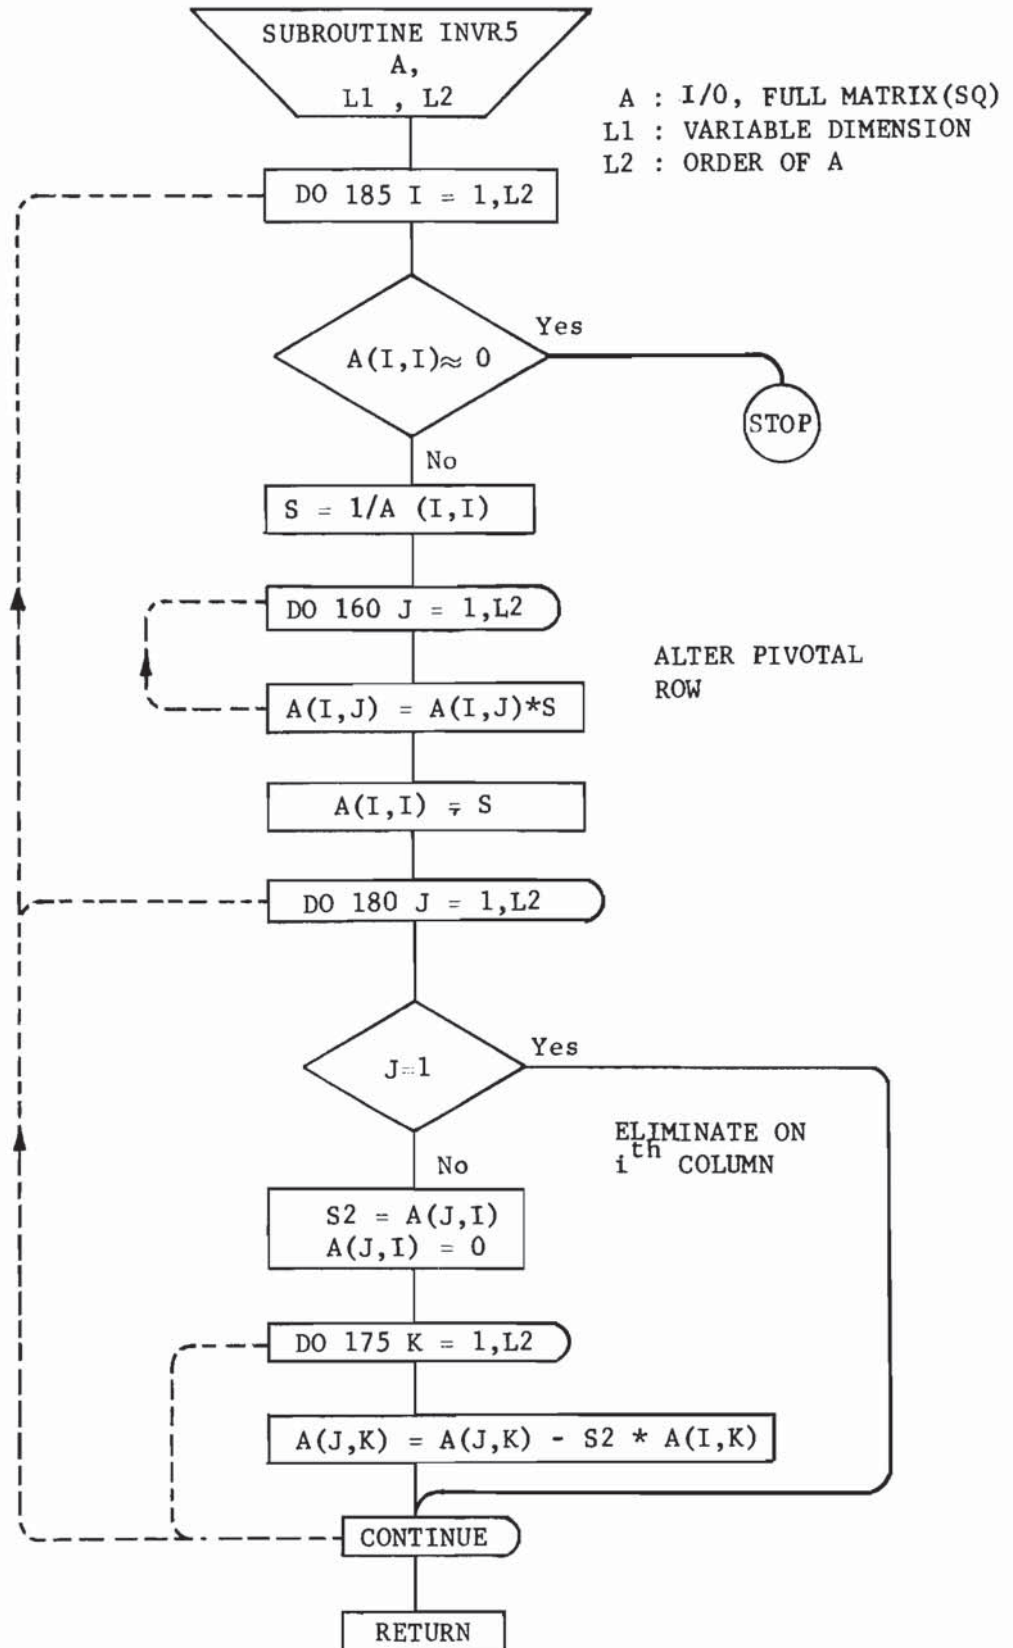 SUBROUTINE INVR5
A,
L1 , L2
A : I/O, FULL MATRIX(SQ)
L1 : VARIABLE DIMENSION
L2 : ORDER OF A
DO 185 I = 1,L2
A(I,I)≈ 0
Yes
STOP
No
S = 1/A (I,I)
DO 160 J = 1,L2
ALTER PIVOTAL
ROW
A(I,J) = A(I,J)*S
A(I,I) = S
DO 180 J = 1,L2
J=1
Yes
ELIMINATE ON
i^th COLUMN
No
S2 = A(J,I)
A(J,I) = 0
DO 175 K = 1,L2
A(J,K) = A(J,K) - S2 * A(I,K)
CONTINUE
RETURN